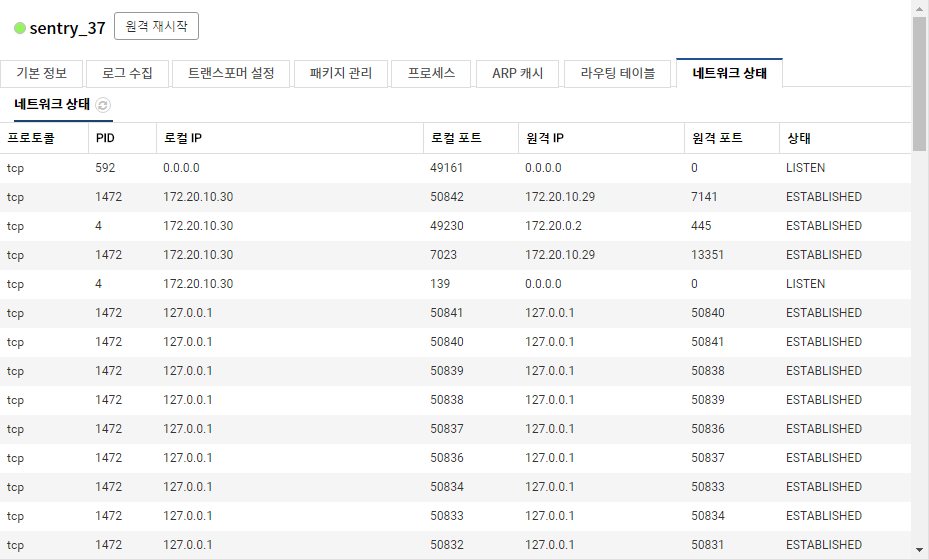 sentry_37 원격 재시작
기본 정보 로그 수집 트랜스포머 설정 패키지 관리 프로세스 ARP 캐시 라우팅 테이블 네트워크 상태
네트워크 상태
프로토콜 PID 로컬 IP 로컬 포트 원격 IP 원격 포트 상태
tcp 592 0.0.0.0 49161 0.0.0.0 0 LISTEN
tcp 1472 172.20.10.30 50842 172.20.10.29 7141 ESTABLISHED
tcp 4 172.20.10.30 49230 172.20.0.2 445 ESTABLISHED
tcp 1472 172.20.10.30 7023 172.20.10.29 13351 ESTABLISHED
tcp 4 172.20.10.30 139 0.0.0.0 0 LISTEN
tcp 1472 127.0.0.1 50841 127.0.0.1 50840 ESTABLISHED
tcp 1472 127.0.0.1 50840 127.0.0.1 50841 ESTABLISHED
tcp 1472 127.0.0.1 50839 127.0.0.1 50838 ESTABLISHED
tcp 1472 127.0.0.1 50838 127.0.0.1 50839 ESTABLISHED
tcp 1472 127.0.0.1 50837 127.0.0.1 50836 ESTABLISHED
tcp 1472 127.0.0.1 50836 127.0.0.1 50837 ESTABLISHED
tcp 1472 127.0.0.1 50834 127.0.0.1 50833 ESTABLISHED
tcp 1472 127.0.0.1 50833 127.0.0.1 50834 ESTABLISHED
tcp 1472 127.0.0.1 50832 127.0.0.1 50831 ESTABLISHED